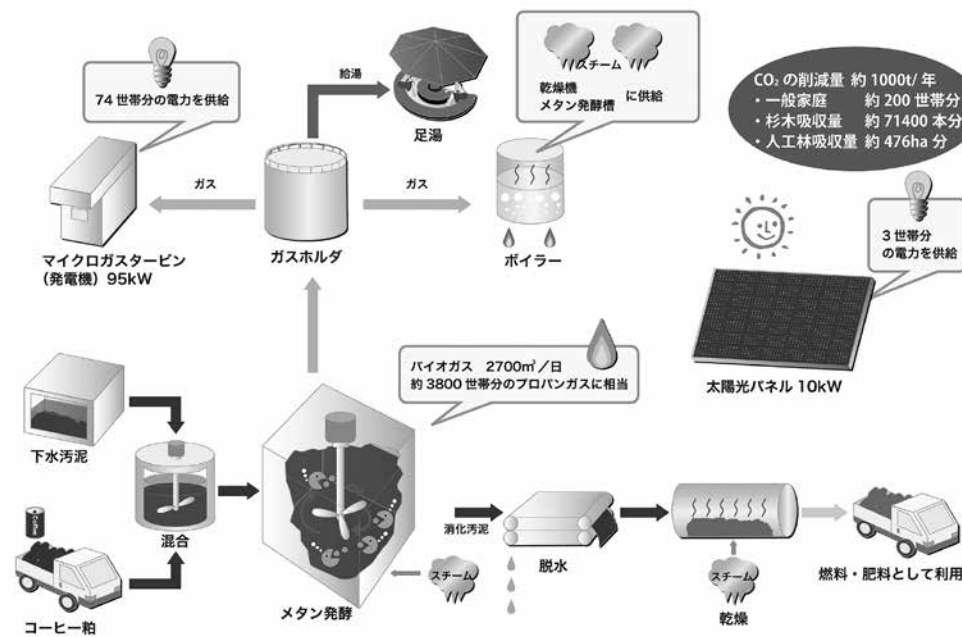 74 世帯分の電力を供給
給湯
足湯
スチーム
乾燥機
メタン発酵槽
に供給
CO₂ の削減量 約 1000t/ 年
・一般家庭 約 200 世帯分
・杉木吸収量 約 71400 本分
・人工林吸収量 約 476ha 分
ガス
ガス
マイクロガスタービン
(発電機) 95kW
ガスホルダ
ボイラー
3 世帯分
の電力を供給
太陽光パネル 10kW
バイオガス 2700㎥／日
約 3800 世帯分のプロパンガスに相当
下水汚泥
混合
Coffee
コーヒー粕
メタン発酵
スチーム
消化汚泥
脱水
スチーム
乾燥
燃料・肥料として利用